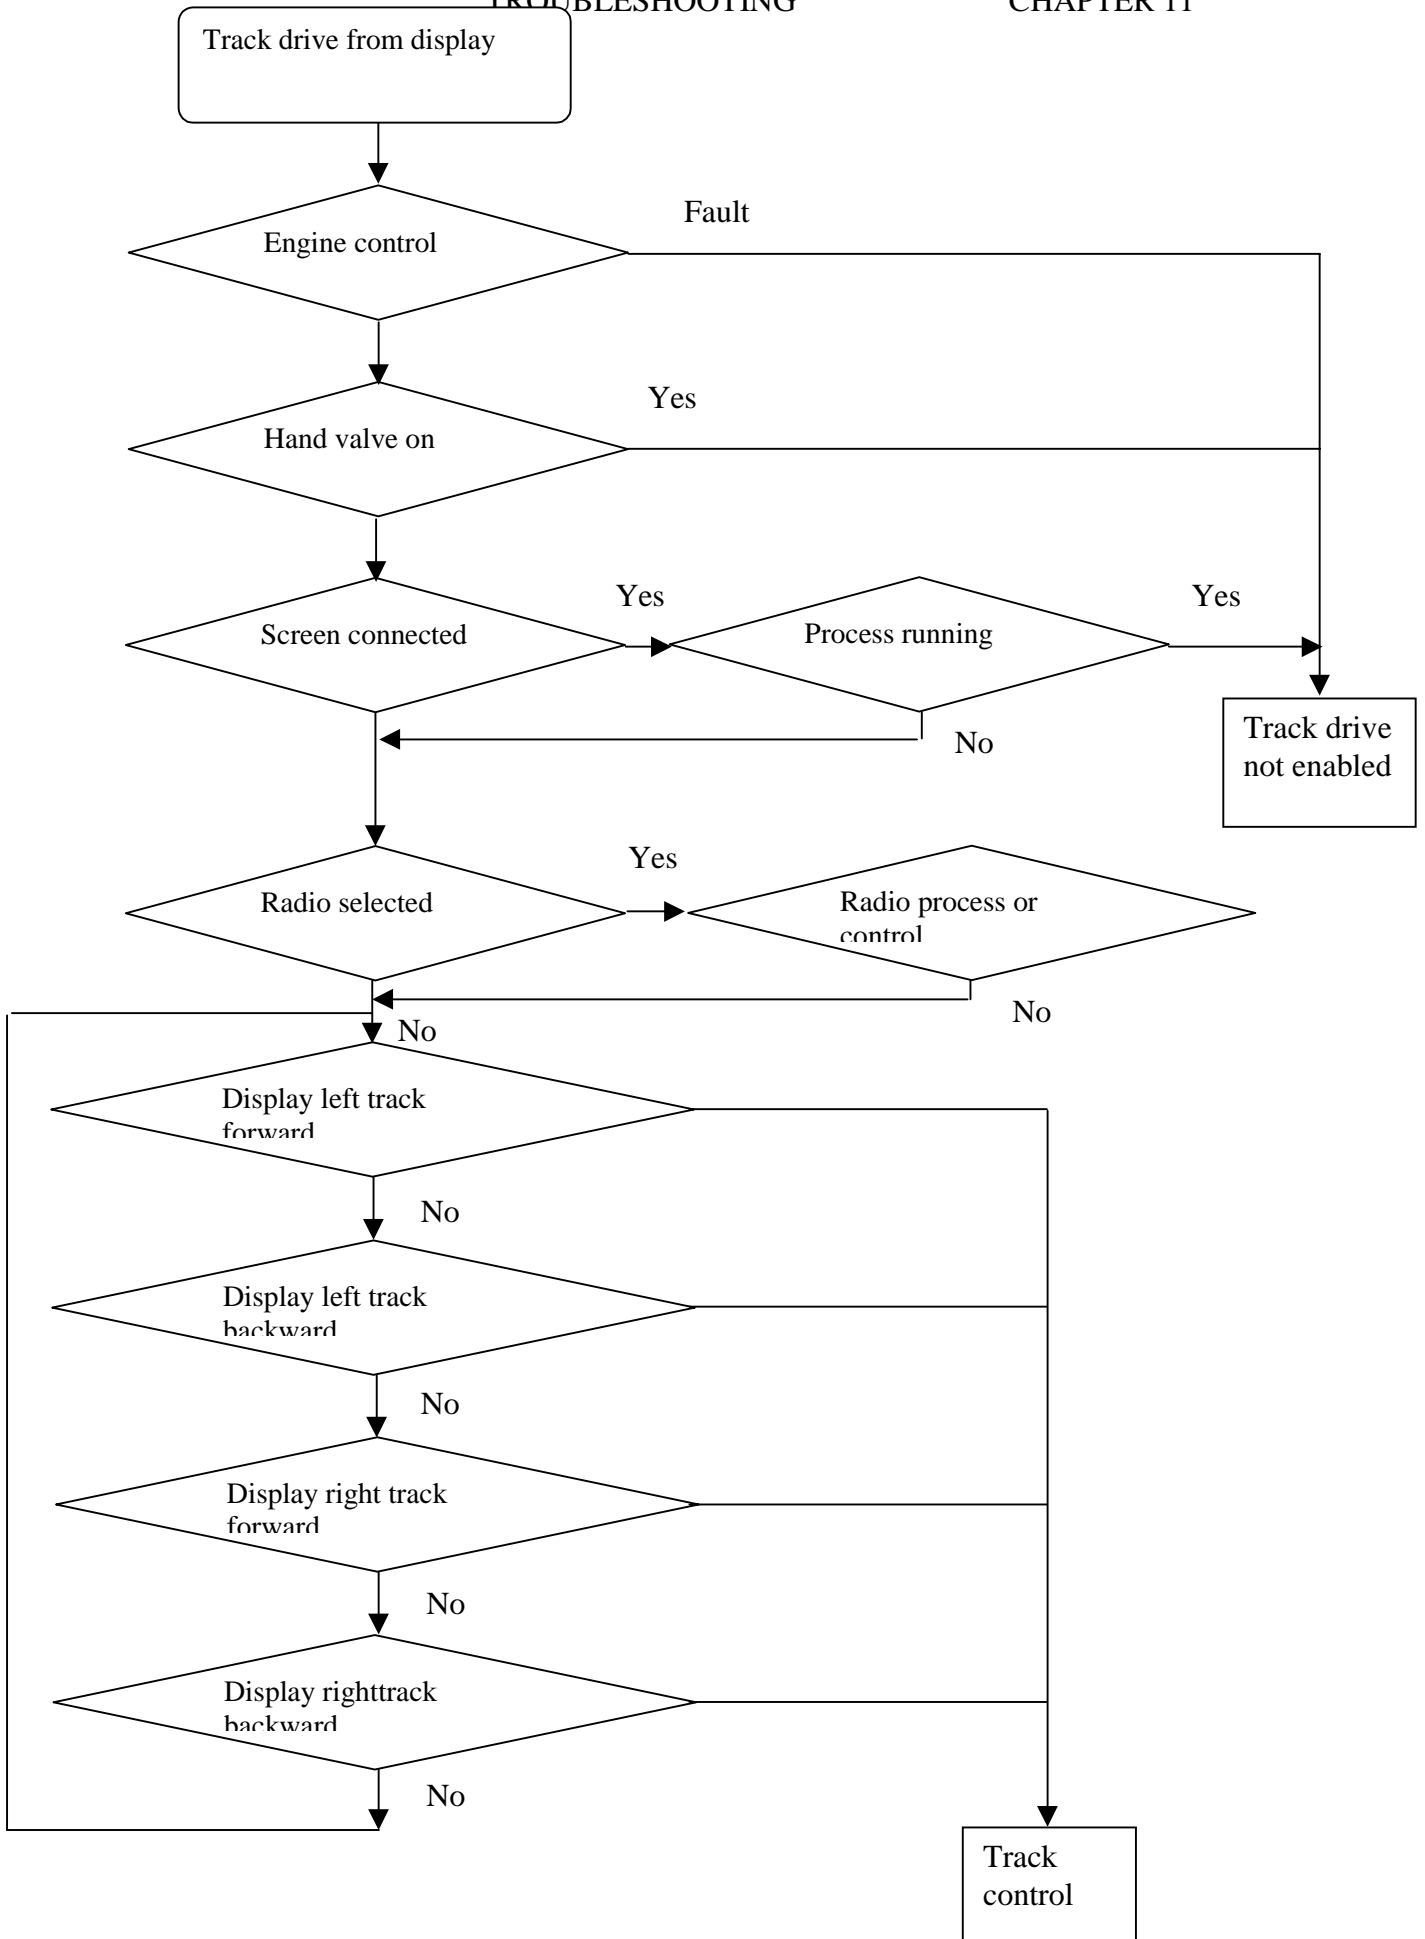 TROUBLESHOOTING CHAPTER 11
Track drive from display
Fault
Engine control
Yes
Hand valve on
Yes
Yes
Screen connected
Process running
Track drive
not enabled
No
Yes
Radio selected
Radio process or
control
No
No
Display left track
forward
No
Display left track
backward
No
Display right track
forward
No
Display righttrack
backward
No
Track
control